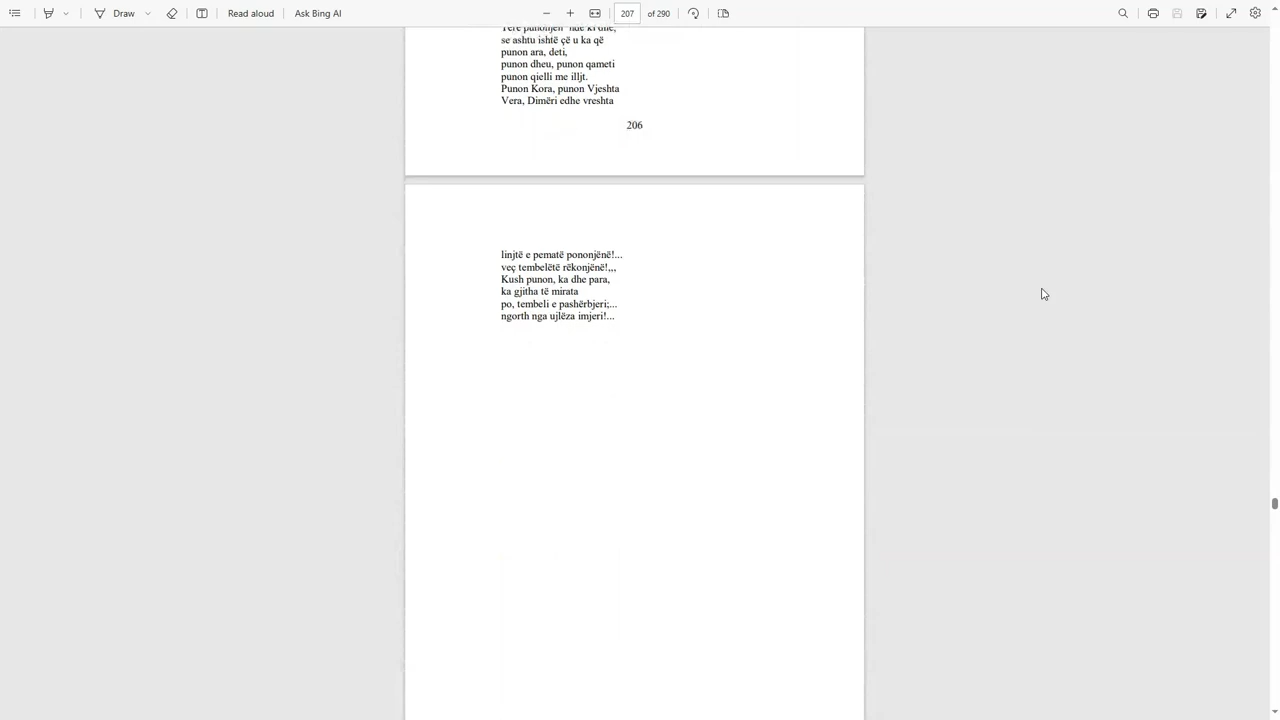 Draw
Read aloud
Ask Bing AI
207 of 290
se ashtu ishtë çë u ka që
punon ara, deti,
punon dheu, punon qameti
punon qielli me illjt.
Punon Kora, punon Vjeshta
Vera, Dimëri edhe vreshta
206
linjtë e pematë pononjënë!...
veç tembelëtë rëkonjënë!,,,
Kush punon, ka dhe para,
ka gjitha të mirata
po, tembeli e pashërbjeri;...
ngorth nga ujlëza imjeri!...